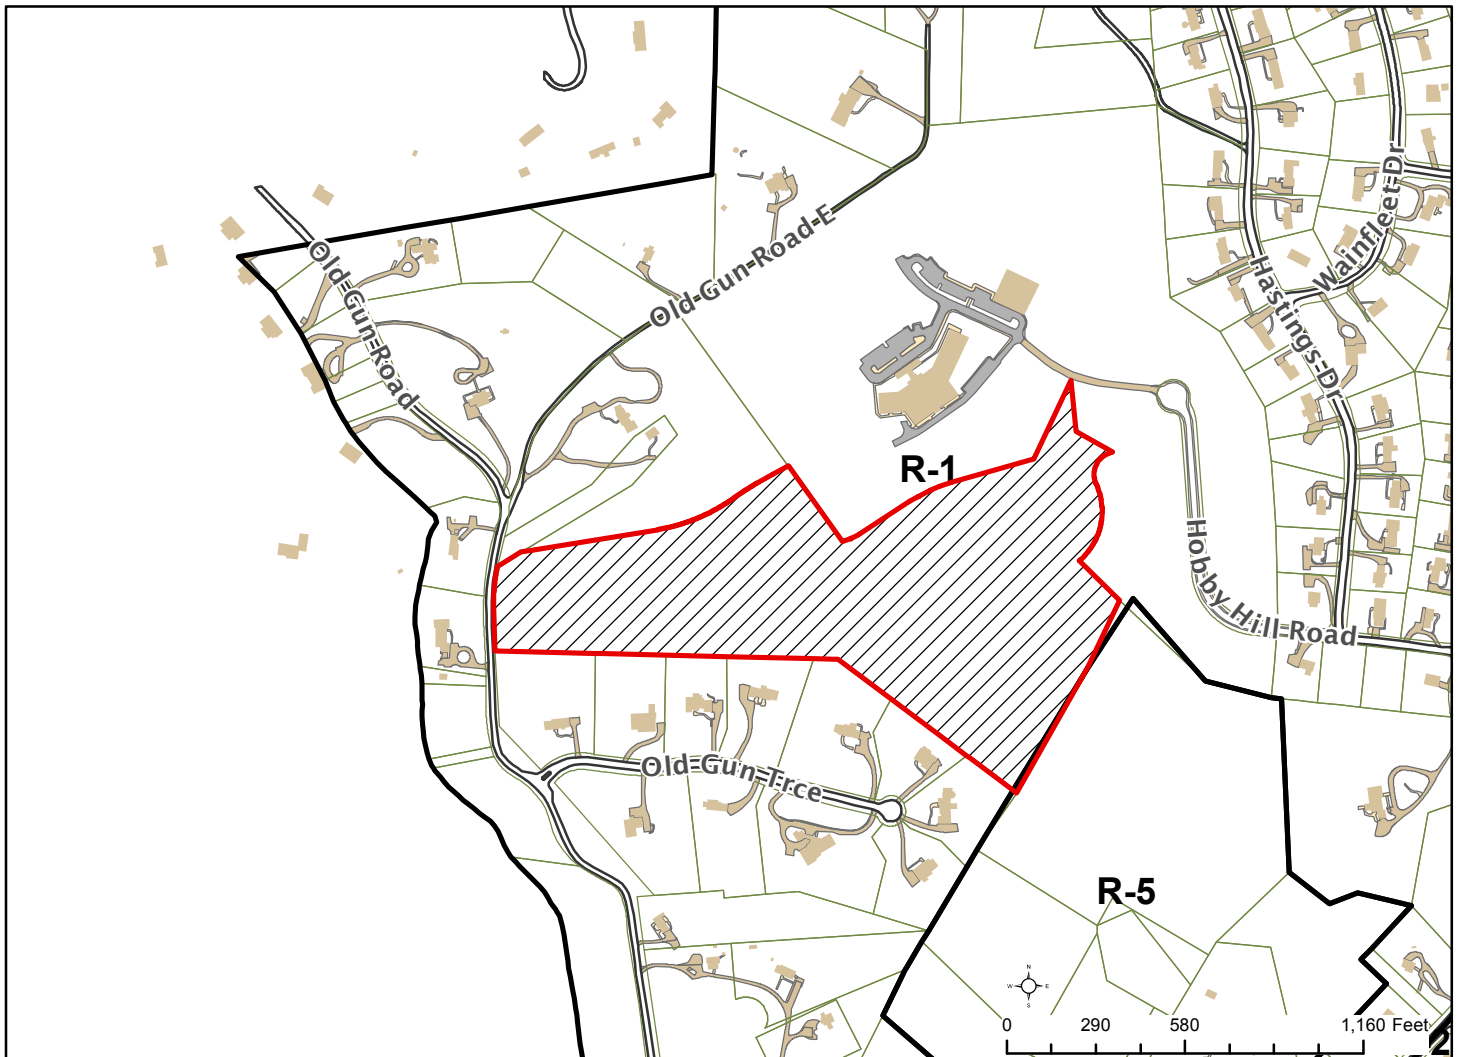 Wainfleet Dr
Old Gun Road E
Old Gun Road
Hastings Dr
R-1
Hobby Hill Road
Old Gun Trce
R-5
N
W E
S
0 290 580 1,160 Feet